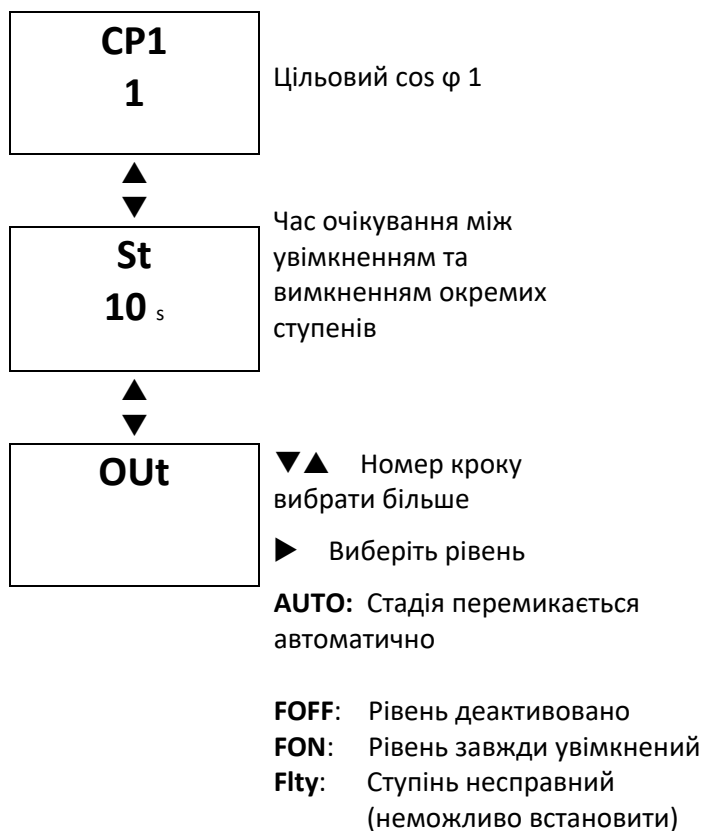 CP1
1
Цільовий cos φ 1
▲
▼
St
10 s
Час очікування між
увімкненням та
вимкненням окремих
ступенів
▲
▼
OUt
▼▲ Номер кроку
вибрати більше
▶ Виберіть рівень
AUTO: Стадія перемикається
автоматично
FOFF: Рівень деактивовано
FON: Рівень завжди увімкнений
Flty: Ступінь несправний
(неможливо встановити)